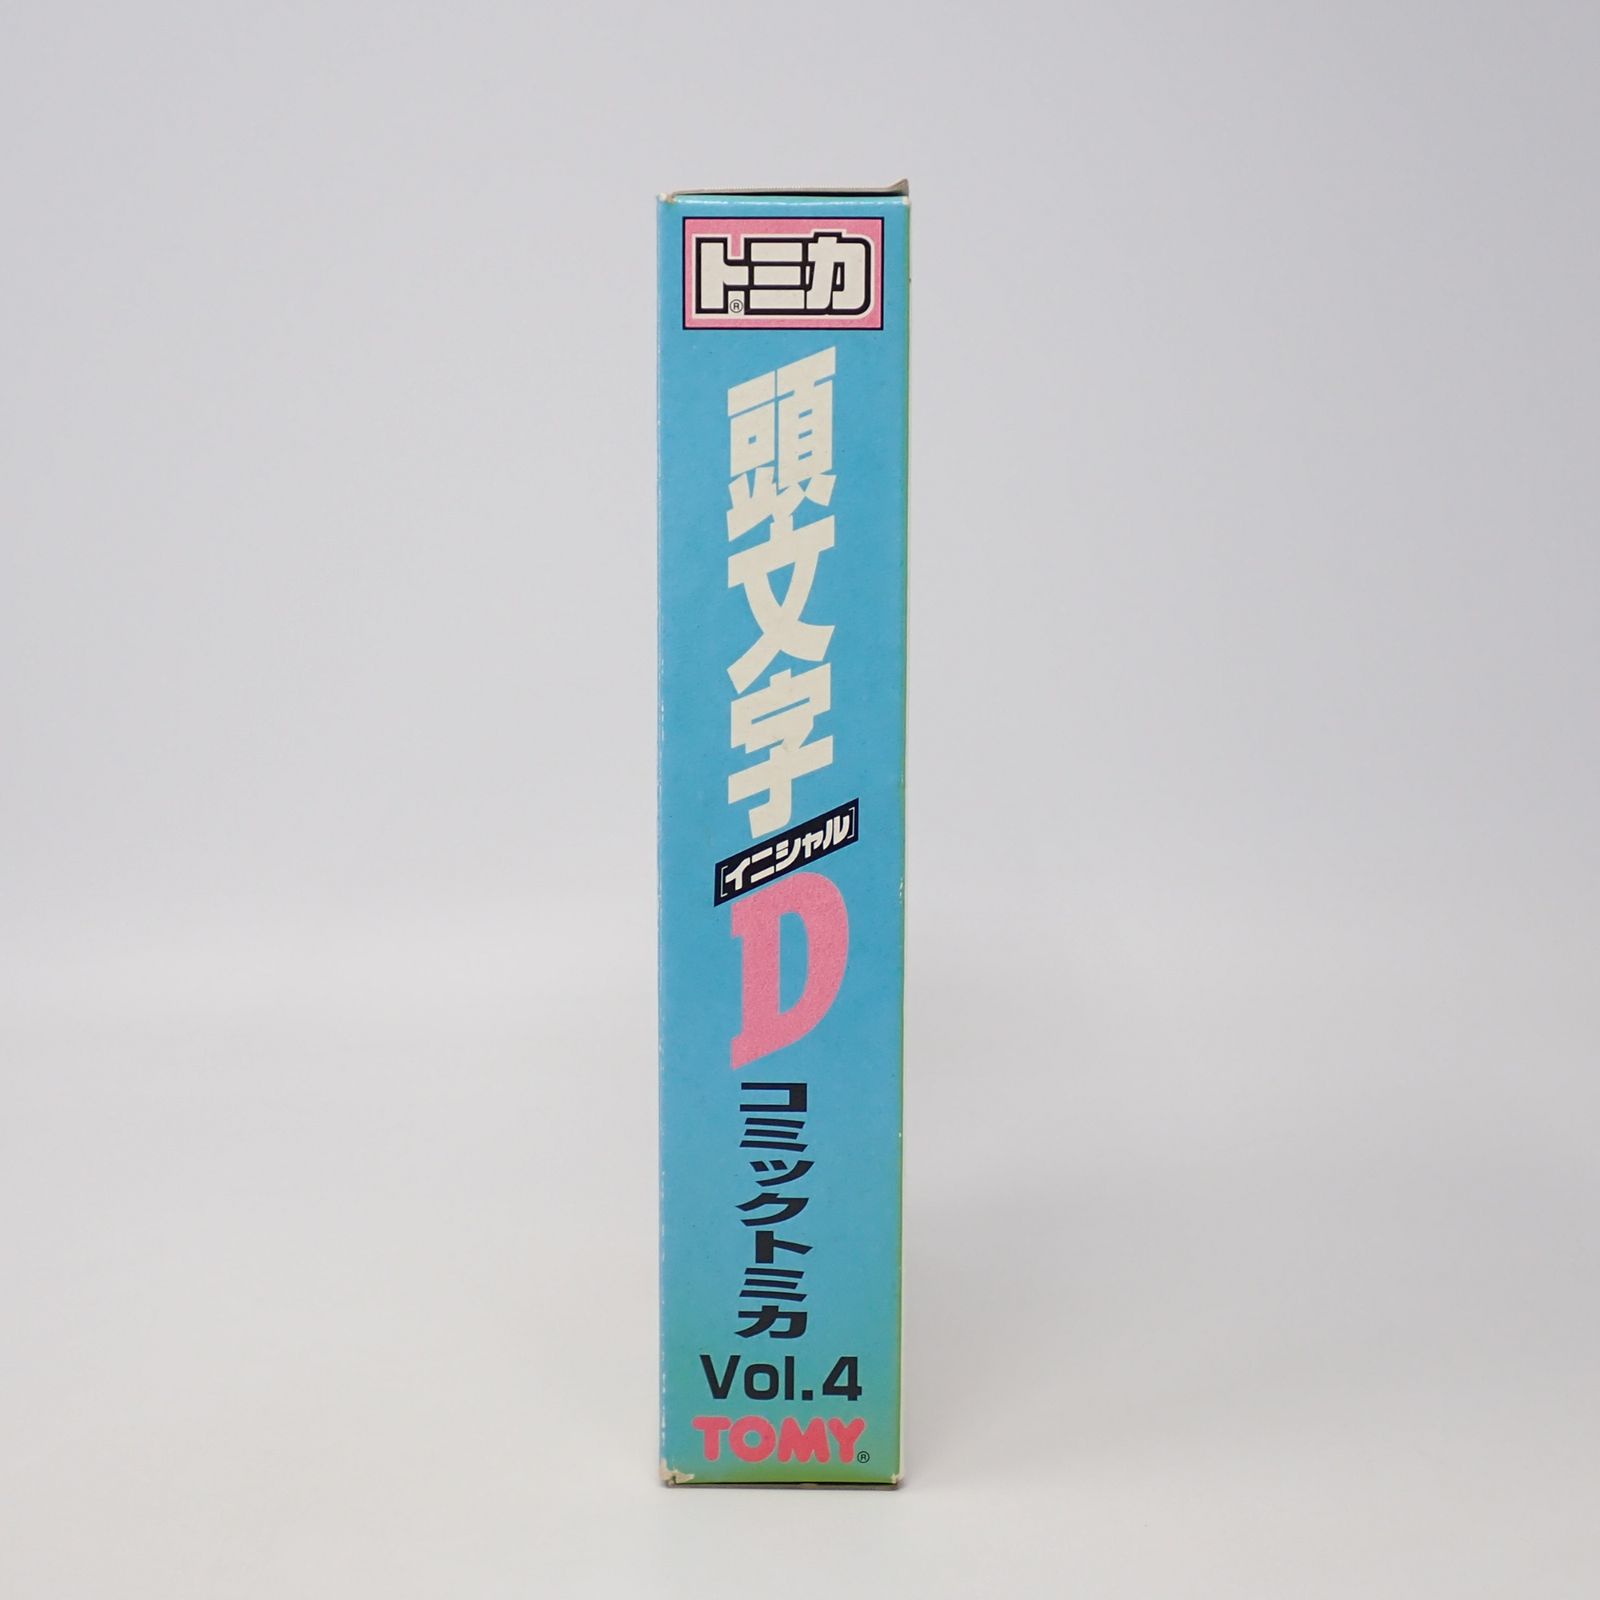 トミカ®
頭文字
[イニシャル]
D
コミックトミカ
Vol.4
TOMY®